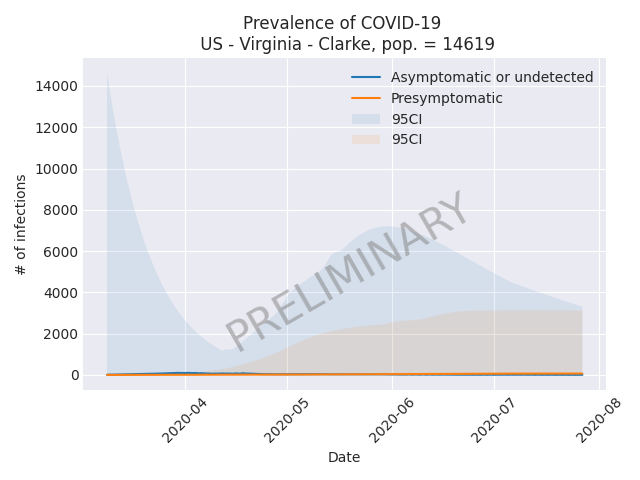 Prevalence of COVID-19
US - Virginia - Clarke, pop. = 14619
Asymptomatic or undetected
Presymptomatic
95CI
95CI
14000
12000
10000
8000
6000
4000
2000
0
# of infections
PRELIMINARY
2020-04
2020-05
2020-06
2020-07
2020-08
Date